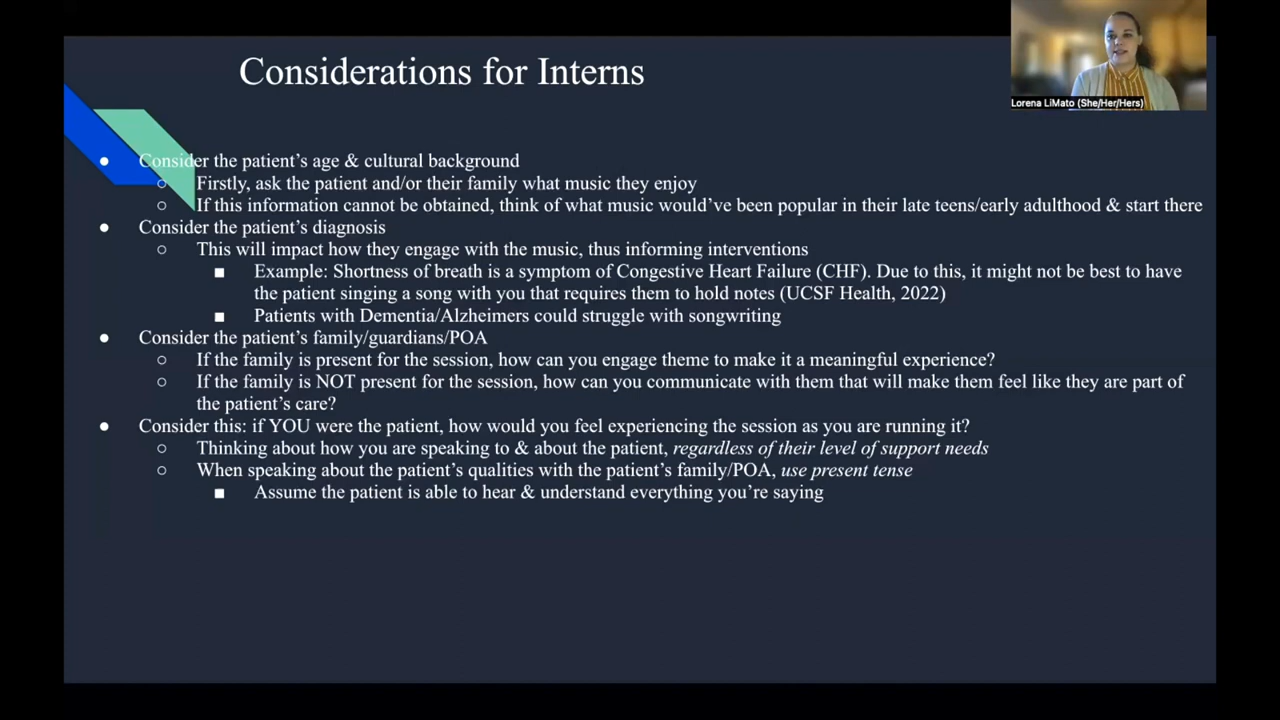 Considerations for Interns
Lorena LiMato (She/Her/Hers)
● Consider the patient's age & cultural background
○ Firstly, ask the patient and/or their family what music they enjoy
○ If this information cannot be obtained, think of what music would've been popular in their late teens/early adulthood & start there
● Consider the patient's diagnosis
○ This will impact how they engage with the music, thus informing interventions
■ Example: Shortness of breath is a symptom of Congestive Heart Failure (CHF). Due to this, it might not be best to have
the patient singing a song with you that requires them to hold notes (UCSF Health, 2022)
■ Patients with Dementia/Alzheimers could struggle with songwriting
● Consider the patient's family/guardians/POA
○ If the family is present for the session, how can you engage theme to make it a meaningful experience?
○ If the family is NOT present for the session, how can you communicate with them that will make them feel like they are part of
the patient's care?
● Consider this: if YOU were the patient, how would you feel experiencing the session as you are running it?
○ Thinking about how you are speaking to & about the patient, regardless of their level of support needs
○ When speaking about the patient's qualities with the patient's family/POA, use present tense
■ Assume the patient is able to hear & understand everything you're saying